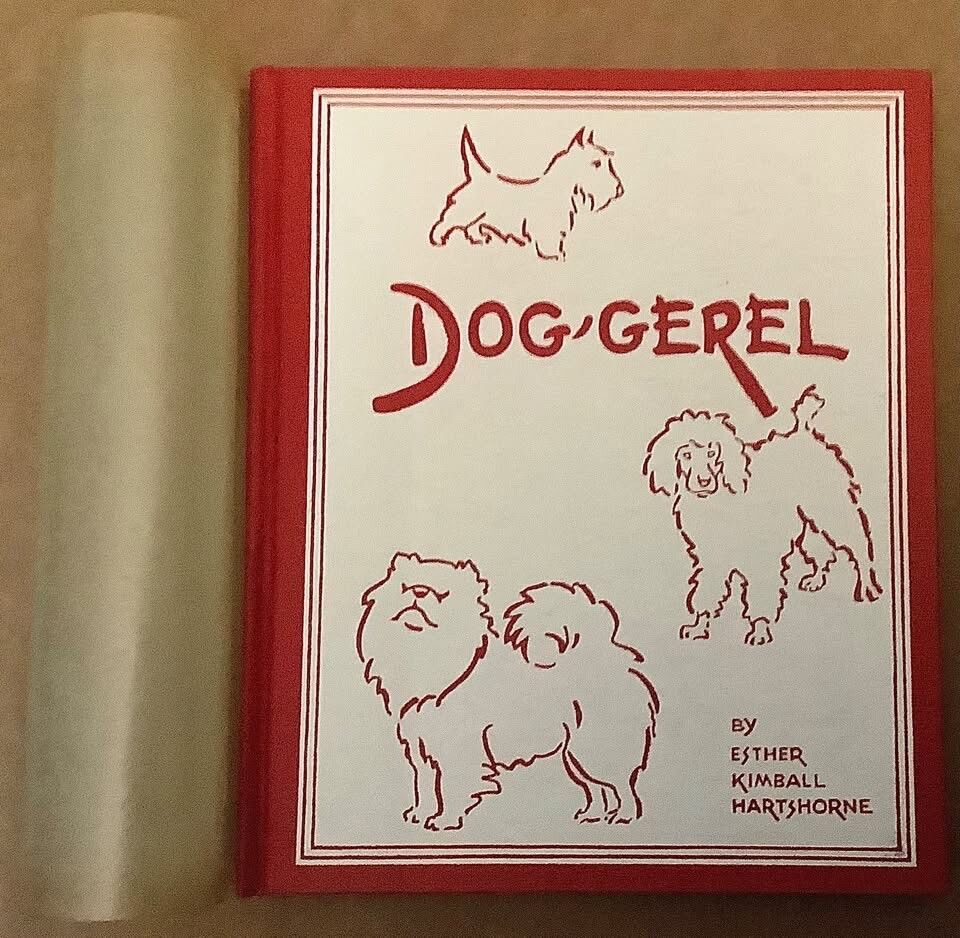 DOG-GEREL
BY
ESTHER
KIMBALL
HARTSHORNE